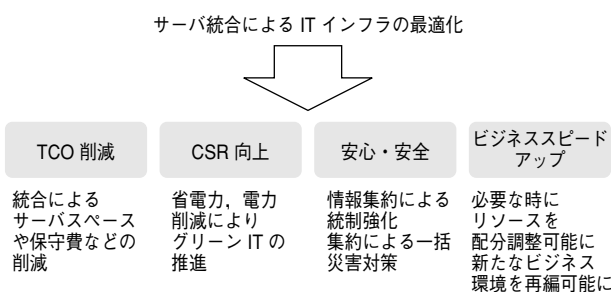 サーバ統合による IT インフラの最適化
TCO 削減
統合による
サーバスペース
や保守費などの
削減
CSR 向上
省電力，電力
削減により
グリーン IT の
推進
安心・安全
情報集約による
統制強化
集約による一括
災害対策
ビジネススピード
アップ
必要な時に
リソースを
配分調整可能に
新たなビジネス
環境を再編可能に